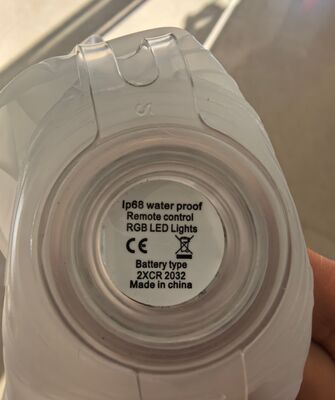 S
Ip68 water proof
Remote control
RGB LED Lights
CE
Battery type
2XCR 2032
Made in china